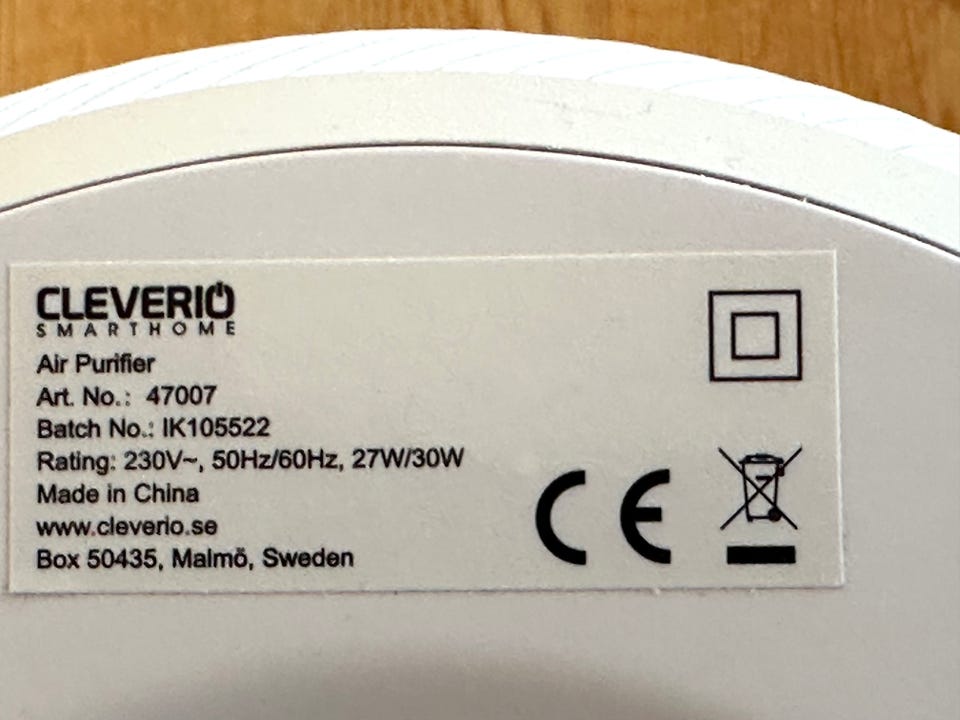 CLEVERIO
SMARTHOME
Air Purifier
Art. No.: 47007
Batch No.: IK105522
Rating: 230V~, 50Hz/60Hz, 27W/30W
Made in China
www.cleverio.se
Box 50435, Malmö, Sweden
CE